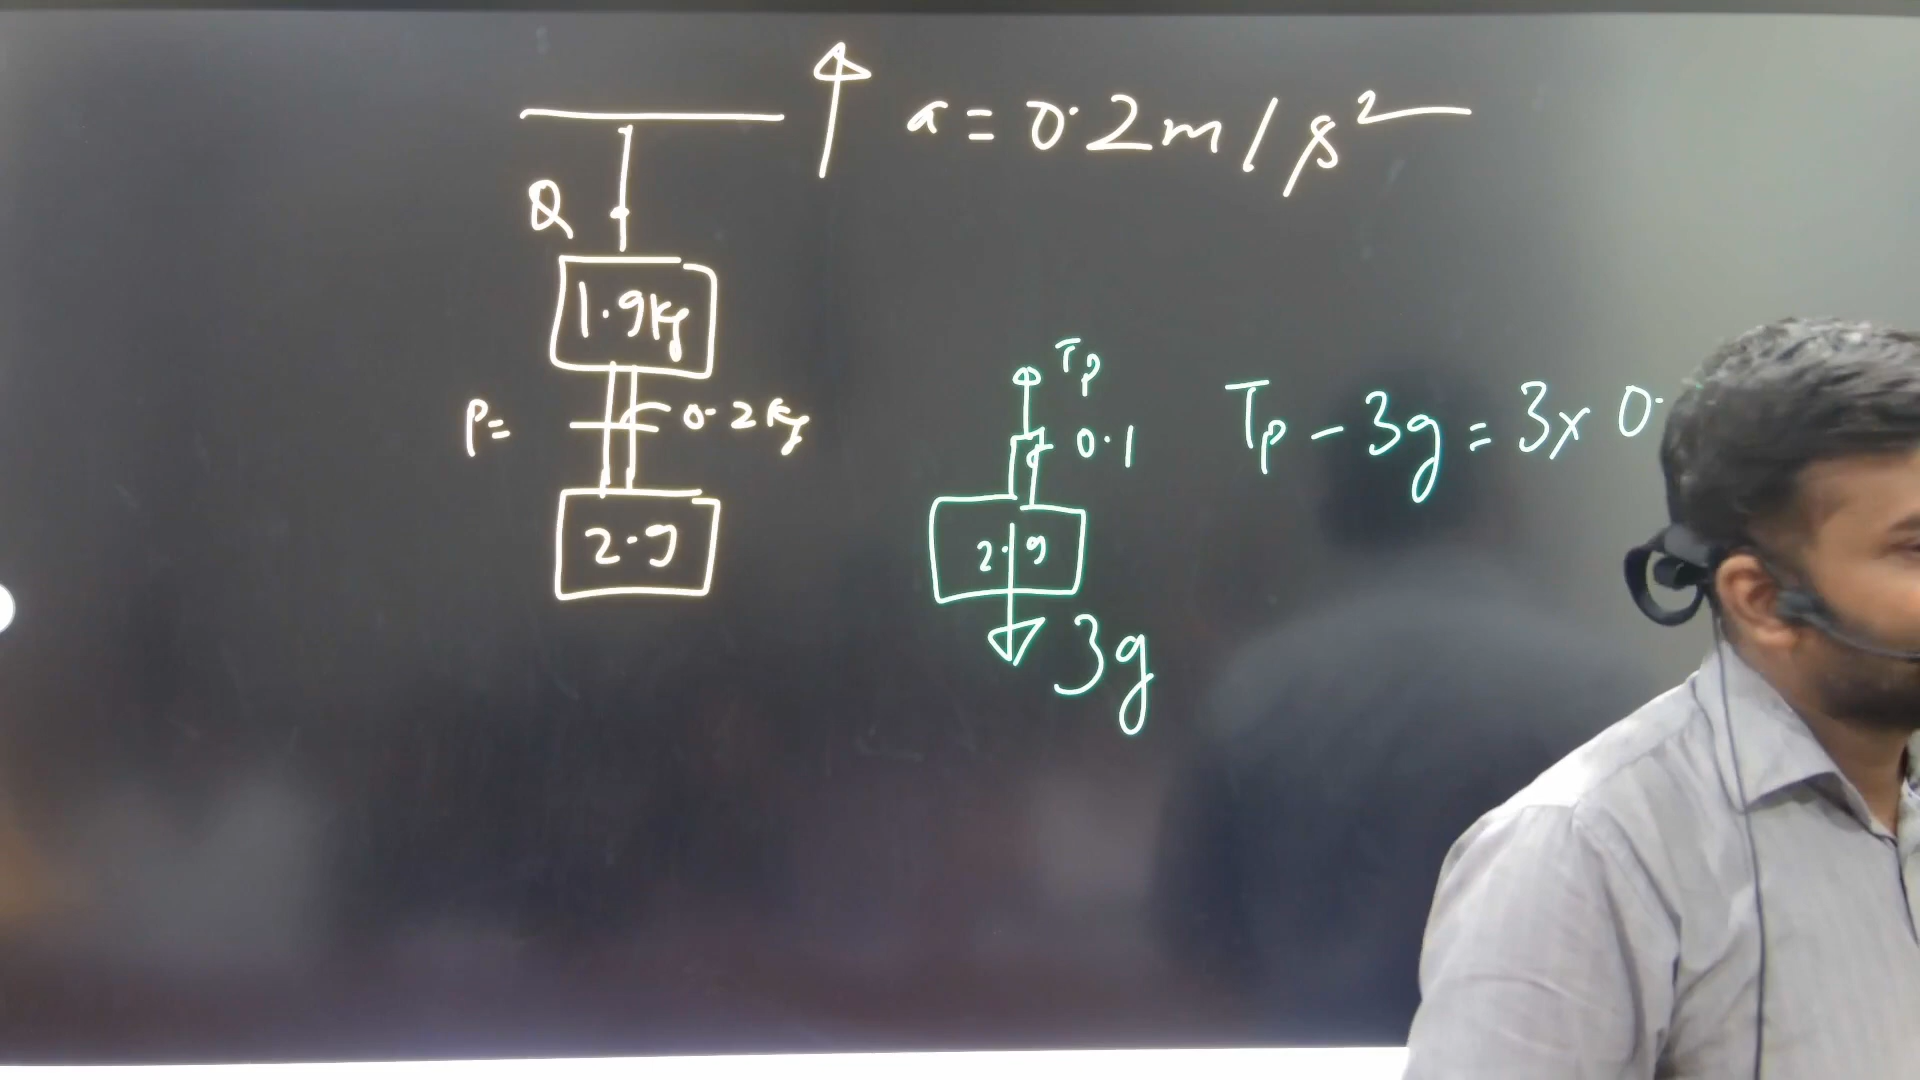 a = 0.2 m/s²
Q
1.9 kg
P =
0.2 kg
2.9
Tₚ
0.1
2.9
3g
Tₚ - 3g = 3 x 0.